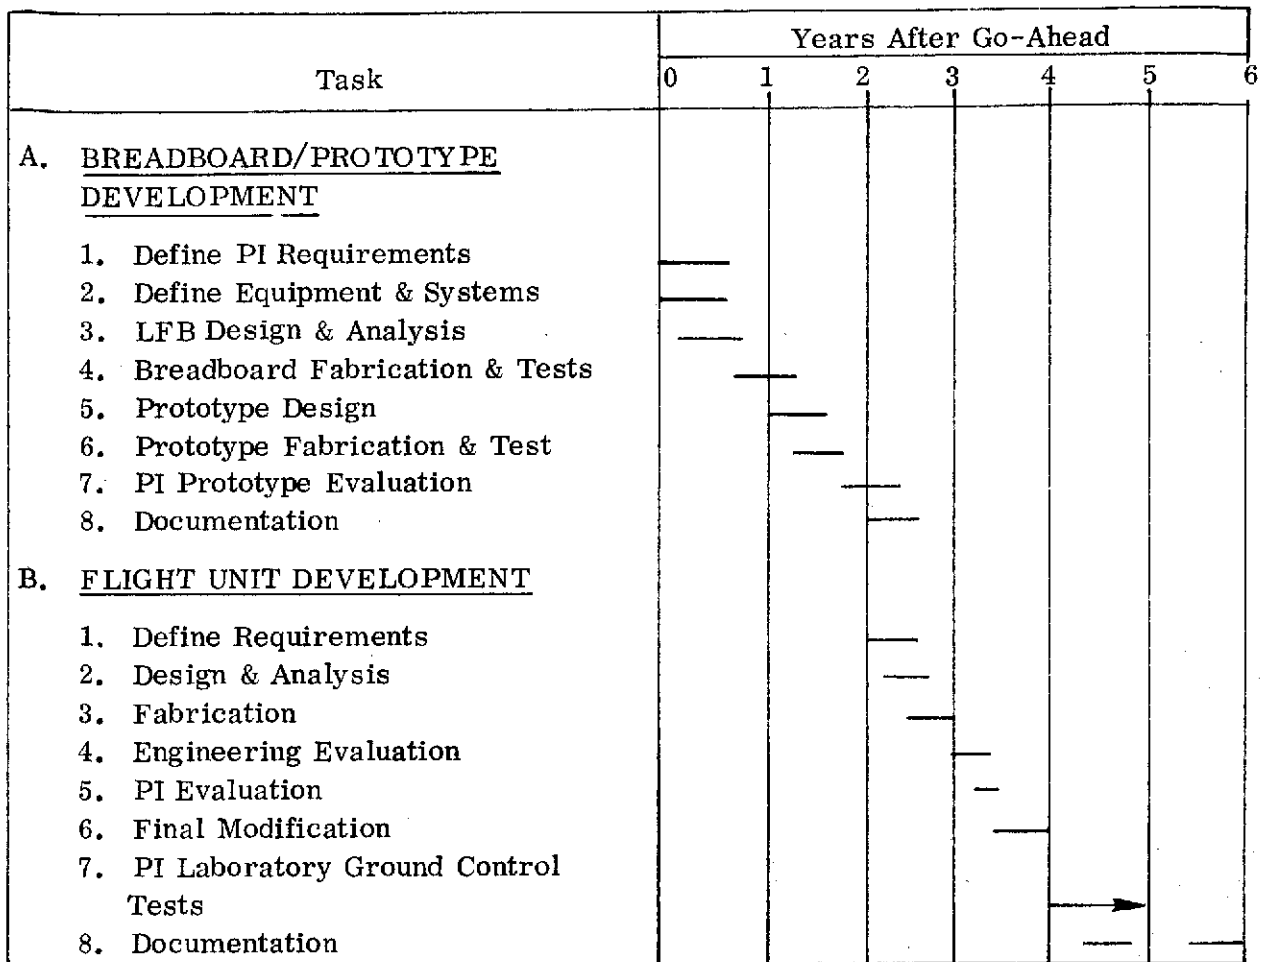 Years After Go-Ahead
Task
0 1 2 3 4 5 6
A. BREADBOARD/PROTOTYPE
DEVELOPMENT
1. Define PI Requirements
2. Define Equipment & Systems
3. LFB Design & Analysis
4. Breadboard Fabrication & Tests
5. Prototype Design
6. Prototype Fabrication & Test
7. PI Prototype Evaluation
8. Documentation
B. FLIGHT UNIT DEVELOPMENT
1. Define Requirements
2. Design & Analysis
3. Fabrication
4. Engineering Evaluation
5. PI Evaluation
6. Final Modification
7. PI Laboratory Ground Control
Tests
8. Documentation